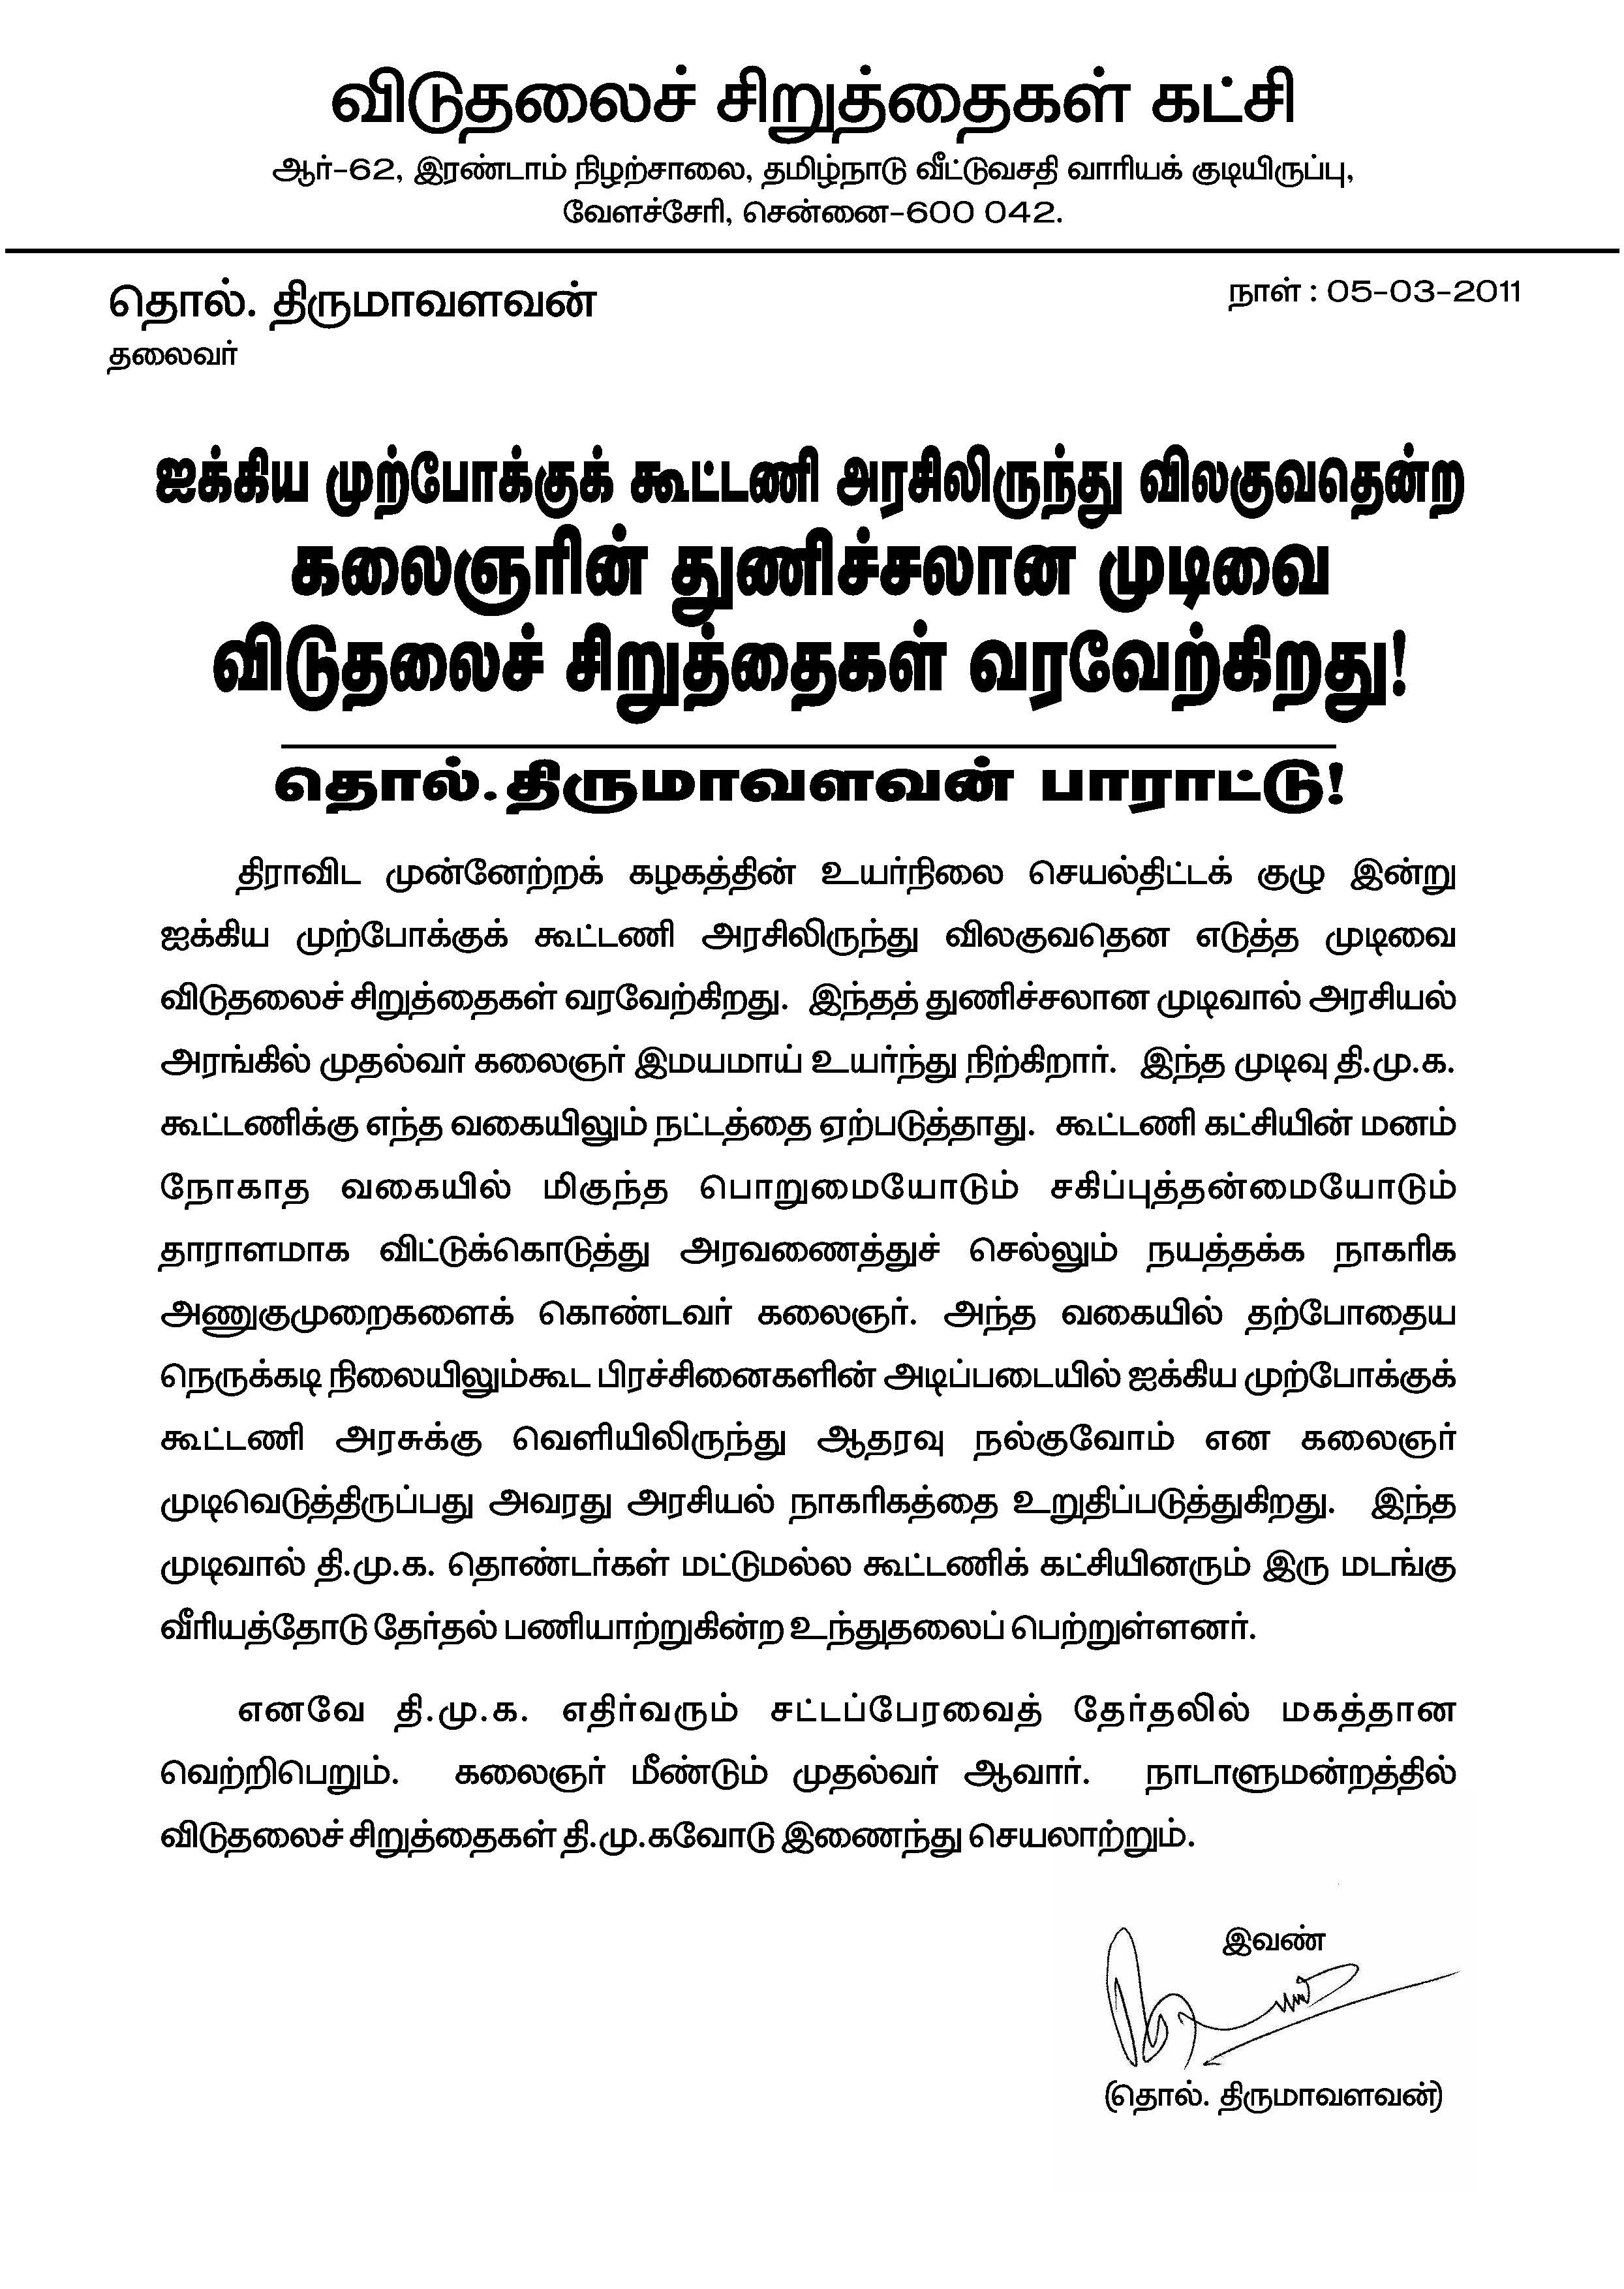 விடுதலைச் சிறுத்தைகள் கட்சி
ஆர்-62, இரண்டாம் நிழற்சாலை, தமிழ்நாடு வீட்டுவசதி வாரியக் குடியிருப்பு,
வேளச்சேரி, சென்னை-600 042.
தொல். திருமாவளவன்
நாள் : 05-03-2011
தலைவர்
ஐக்கிய முற்போக்குக் கூட்டணி அரசிலிருந்து விலகுவதென்ற
கலைஞரின் துணிச்சலான முடிவை
விடுதலைச் சிறுத்தைகள் வரவேற்கிறது!
தொல்.திருமாவளவன் பாராட்டு!
திராவிட முன்னேற்றக் கழகத்தின் உயர்நிலை செயல்திட்டக் குழு இன்று
ஐக்கிய முற்போக்குக் கூட்டணி அரசிலிருந்து விலகுவதென எடுத்த முடிவை
விடுதலைச் சிறுத்தைகள் வரவேற்கிறது. இந்தத் துணிச்சலான முடிவால் அரசியல்
அரங்கில் முதல்வர் கலைஞர் இமயமாய் உயர்ந்து நிற்கிறார். இந்த முடிவு தி.மு.க.
கூட்டணிக்கு எந்த வகையிலும் நட்டத்தை ஏற்படுத்தாது. கூட்டணி கட்சியின் மனம்
நோகாத வகையில் மிகுந்த பொறுமையோடும் சகிப்புத்தன்மையோடும்
தாராளமாக விட்டுக்கொடுத்து அரவணைத்துச் செல்லும் நயத்தக்க நாகரிக
அணுகுமுறைகளைக் கொண்டவர் கலைஞர். அந்த வகையில் தற்போதைய
நெருக்கடி நிலையிலும்கூட பிரச்சினைகளின் அடிப்படையில் ஐக்கிய முற்போக்குக்
கூட்டணி அரசுக்கு வெளியிலிருந்து ஆதரவு நல்குவோம் என கலைஞர்
முடிவெடுத்திருப்பது அவரது அரசியல் நாகரிகத்தை உறுதிப்படுத்துகிறது. இந்த
முடிவால் தி.மு.க. தொண்டர்கள் மட்டுமல்ல கூட்டணிக் கட்சியினரும் இரு மடங்கு
வீரியத்தோடு தேர்தல் பணியாற்றுகின்ற உந்துதலைப் பெற்றுள்ளனர்.
எனவே தி.மு.க. எதிர்வரும் சட்டப்பேரவைத் தேர்தலில் மகத்தான
வெற்றிபெறும். கலைஞர் மீண்டும் முதல்வர் ஆவார். நாடாளுமன்றத்தில்
விடுதலைச் சிறுத்தைகள் தி.மு.கவோடு இணைந்து செயலாற்றும்.
இவண்
(தொல். திருமாவளவன்)